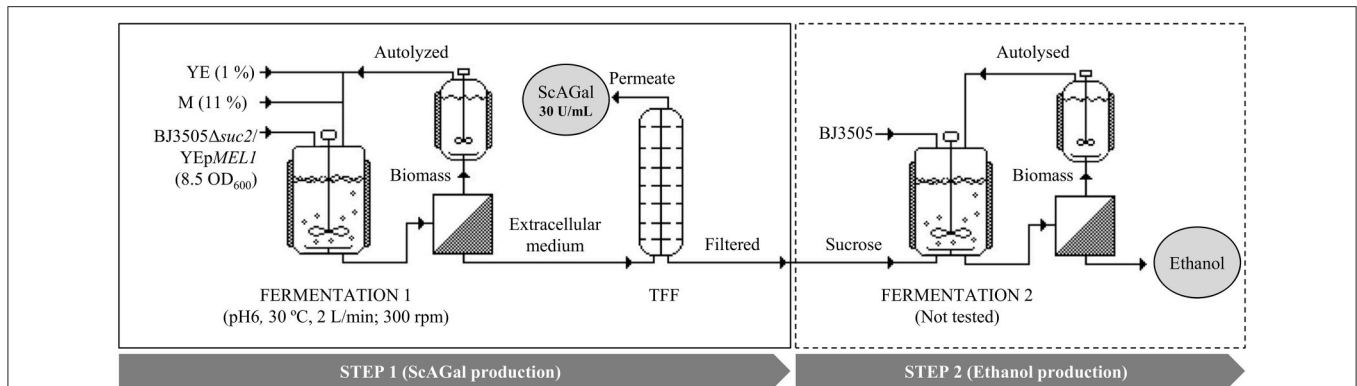 Autolyzed
YE (1 %)
M (11 %)
BJ3505Δsuc2/
YEpMEL1
(8.5 OD600)
Biomass
Extracellular
medium
ScAGal
30 U/mL
Permeate
Filtered
FERMENTATION 1
(pH6, 30 ºC, 2 L/min; 300 rpm)
TFF
STEP 1 (ScAGal production)
Autolysed
BJ3505
Biomass
Sucrose
Ethanol
FERMENTATION 2
(Not tested)
STEP 2 (Ethanol production)